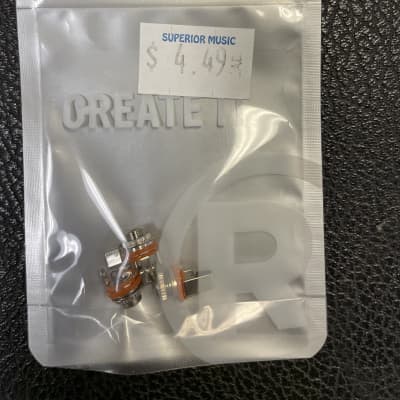 SUPERIOR MUSIC
$ 4.49
CREATE
R